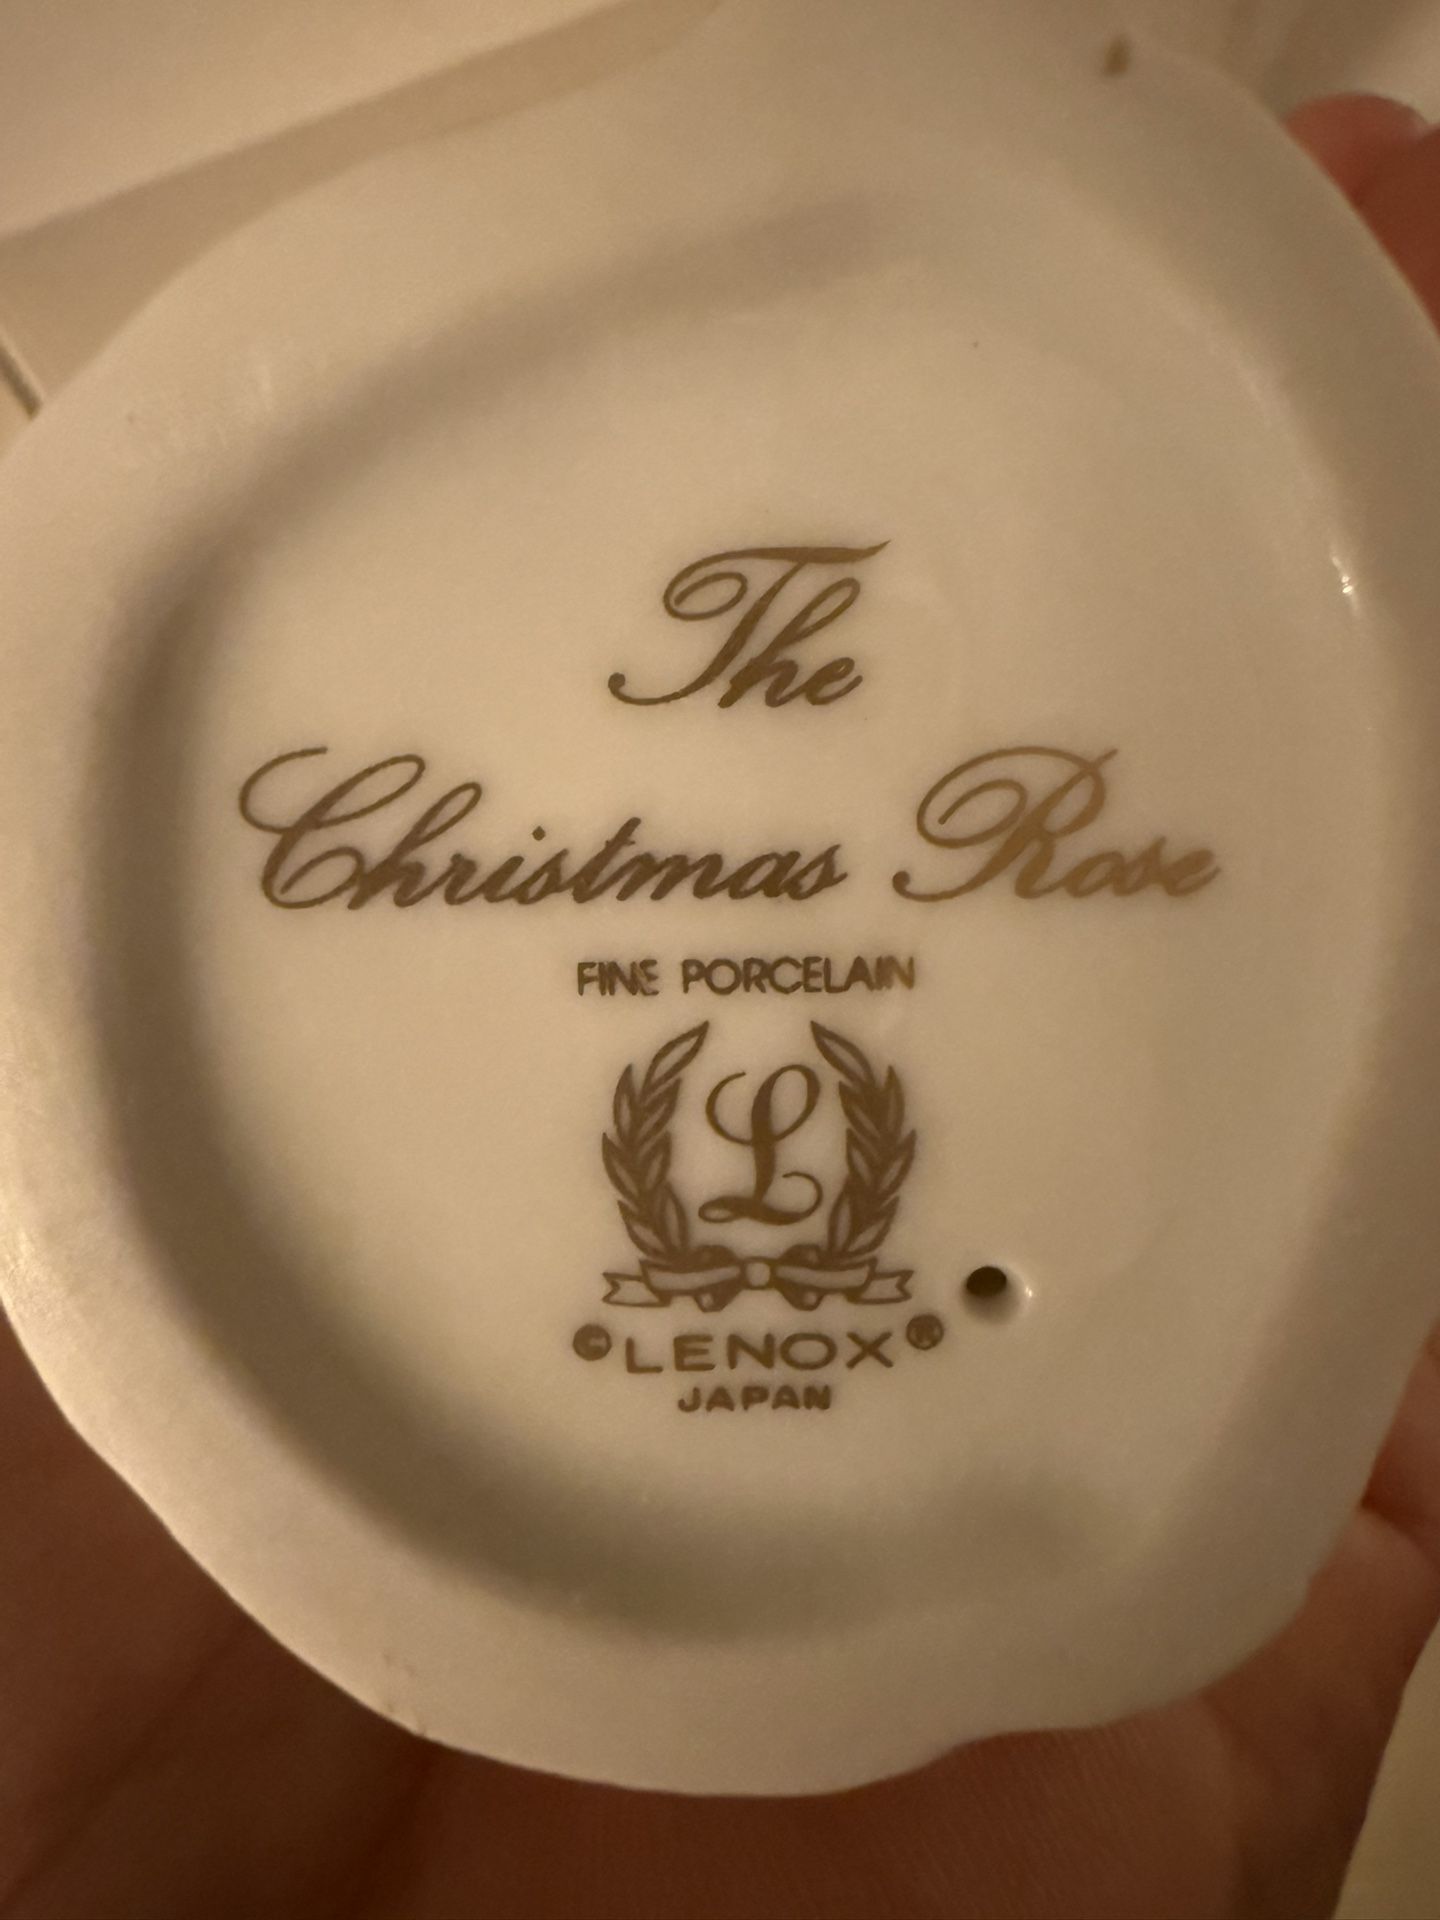 The
Christmas Rose
FINE PORCELAIN
L
©LENOX®
JAPAN